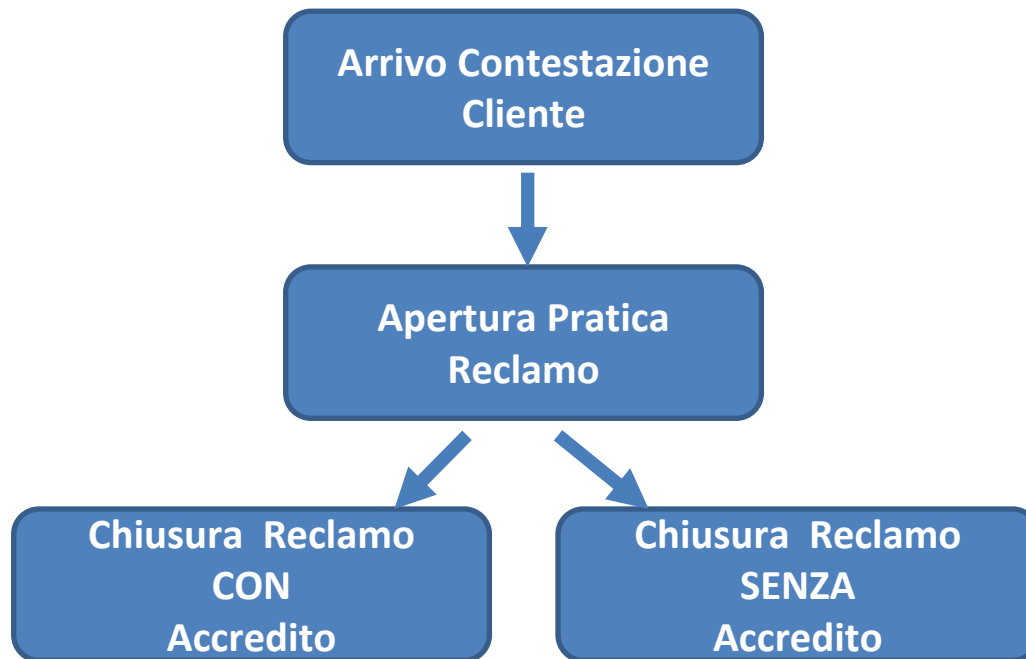 Arrivo Contestazione
Cliente
Apertura Pratica
Reclamo
Chiusura Reclamo
CON
Accredito
Chiusura Reclamo
SENZA
Accredito